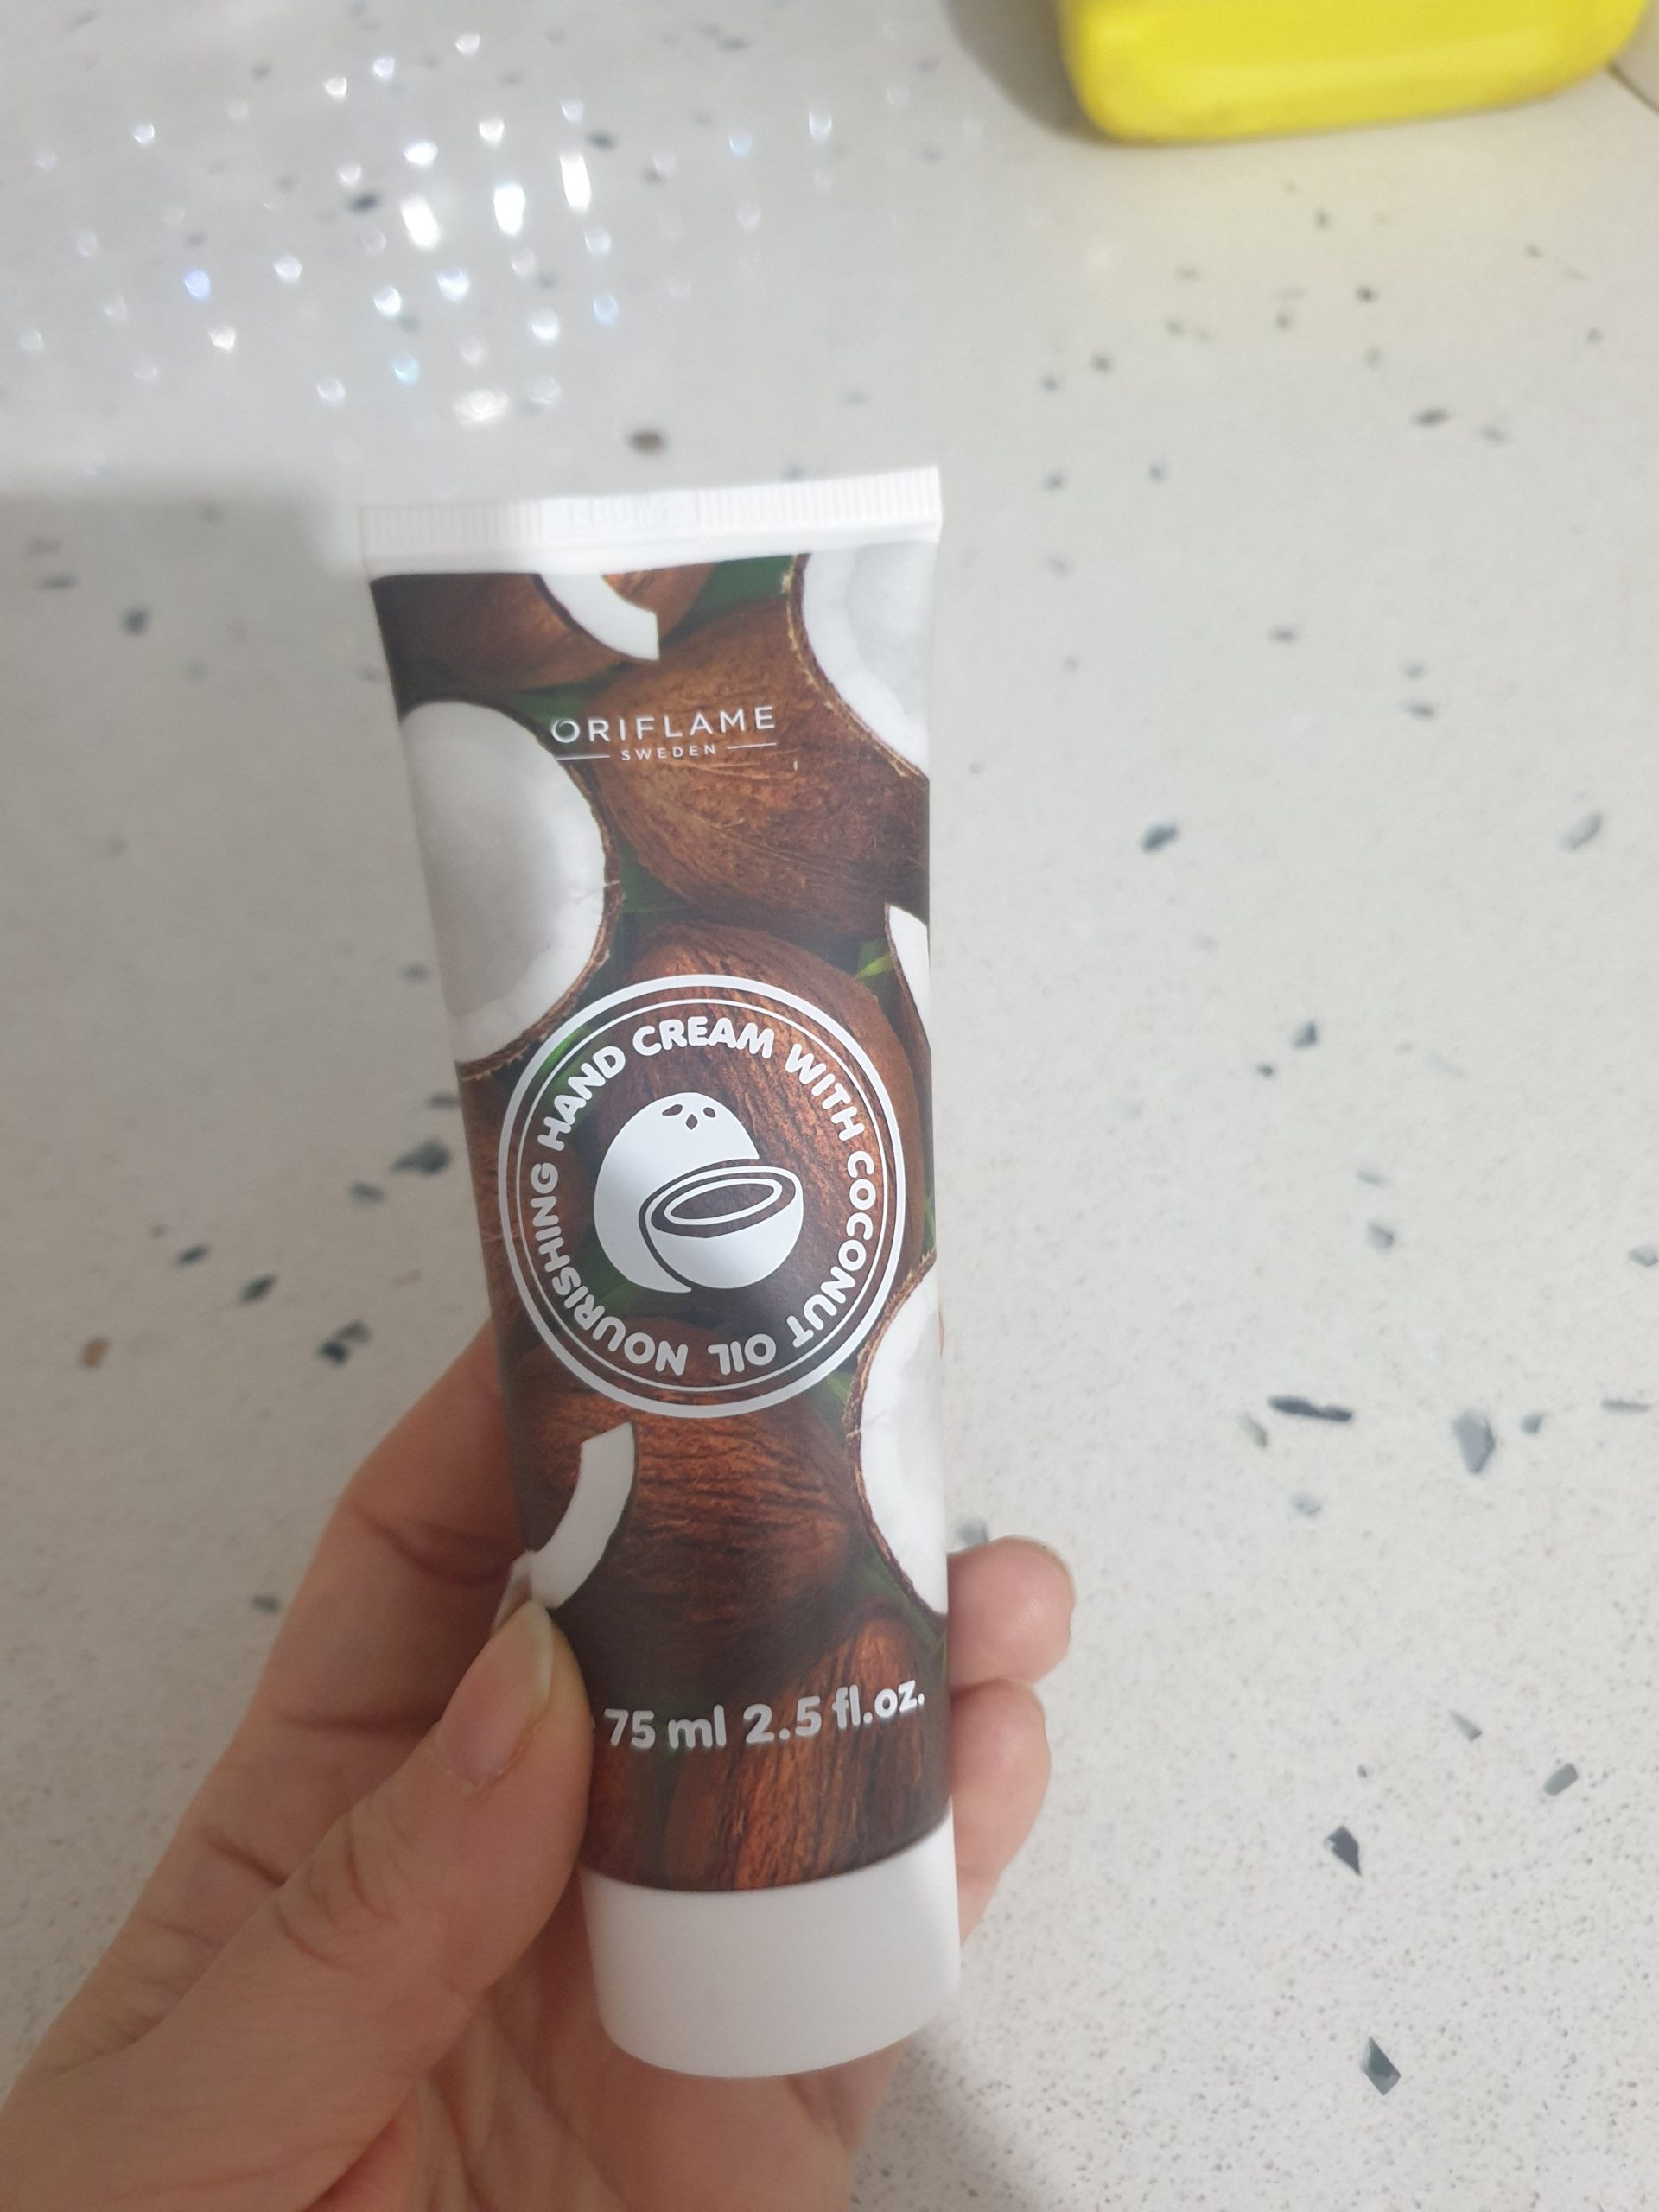 ORIFLAME
SWEDEN
NOURISHING HAND CREAM WITH COCONUT OIL
75 ml 2.5 fl.oz.